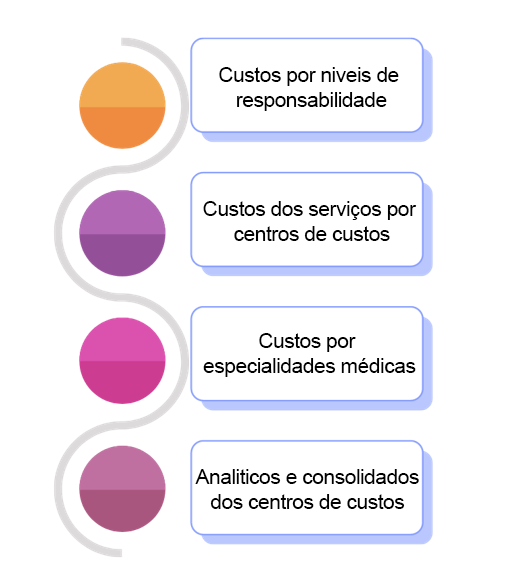 Custos por niveis de
responsabilidade
Custos dos serviços por
centros de custos
Custos por
especialidades médicas
Analiticos e consolidados
dos centros de custos